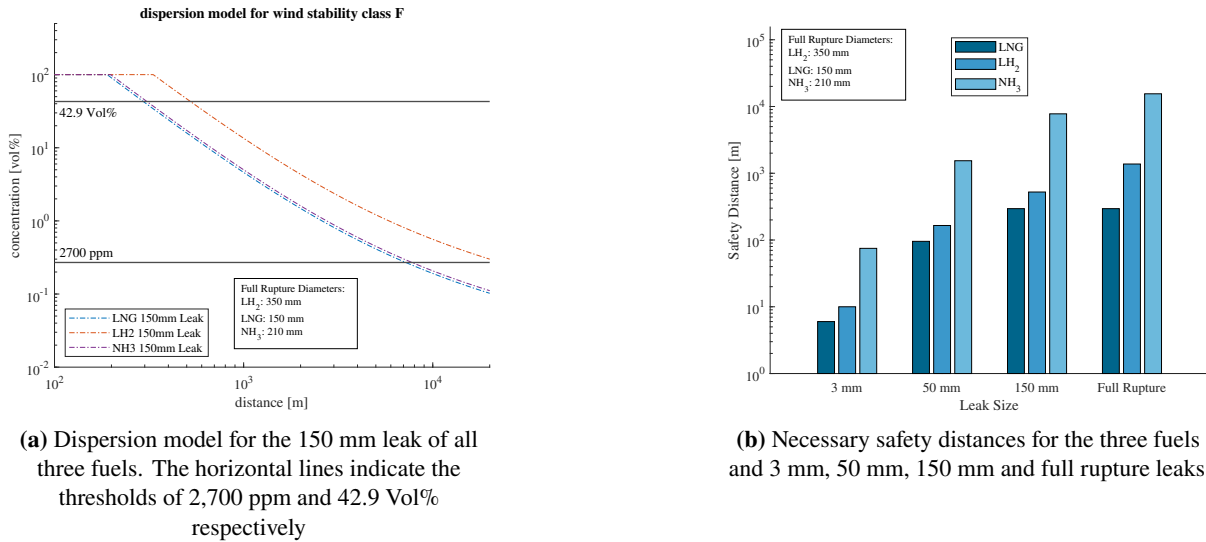 dispersion model for wind stability class F
10^2
10^1
10^0
10^-1
10^-2
concentration [vol%]
42.9 Vol%
2700 ppm
Full Rupture Diameters:
LH2: 350 mm
LNG: 150 mm
NH3: 210 mm
LNG 150mm Leak
LH2 150mm Leak
NH3 150mm Leak
10^2
10^3
10^4
distance [m]
(a) Dispersion model for the 150 mm leak of all
three fuels. The horizontal lines indicate the
thresholds of 2,700 ppm and 42.9 Vol%
respectively
Full Rupture Diameters:
LH2: 350 mm
LNG: 150 mm
NH3: 210 mm
LNG
LH2
NH3
10^5
10^4
10^3
10^2
10^1
10^0
Safety Distance [m]
3 mm
50 mm
150 mm
Full Rupture
Leak Size
(b) Necessary safety distances for the three fuels
and 3 mm, 50 mm, 150 mm and full rupture leaks